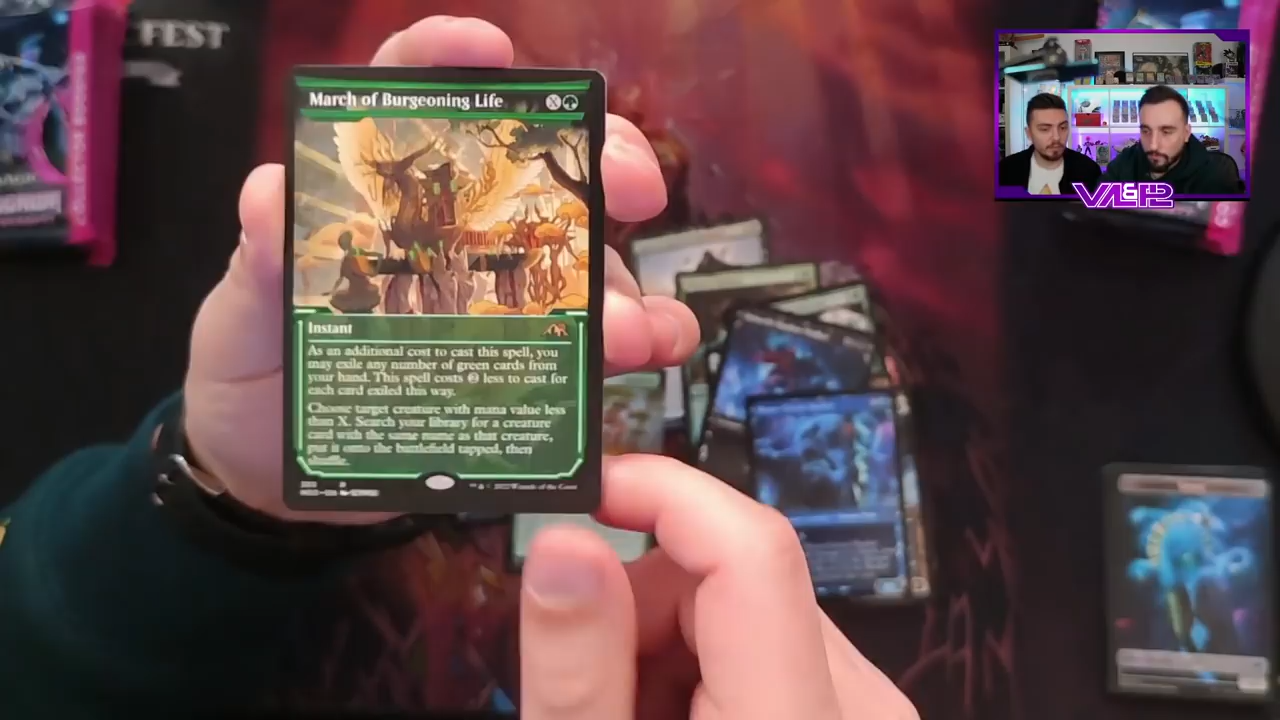 FEST
March of Burgeoning Life
X
Instant
As an additional cost to cast this spell, you
may exile any number of green cards from
your hand. This spell costs 2 less to cast for
each card exiled this way.
Choose target creature with mana value less
than X. Search your library for a creature
card with the same name as that creature,
put it onto the battlefield tapped, then
shuffle.
VAL&F2